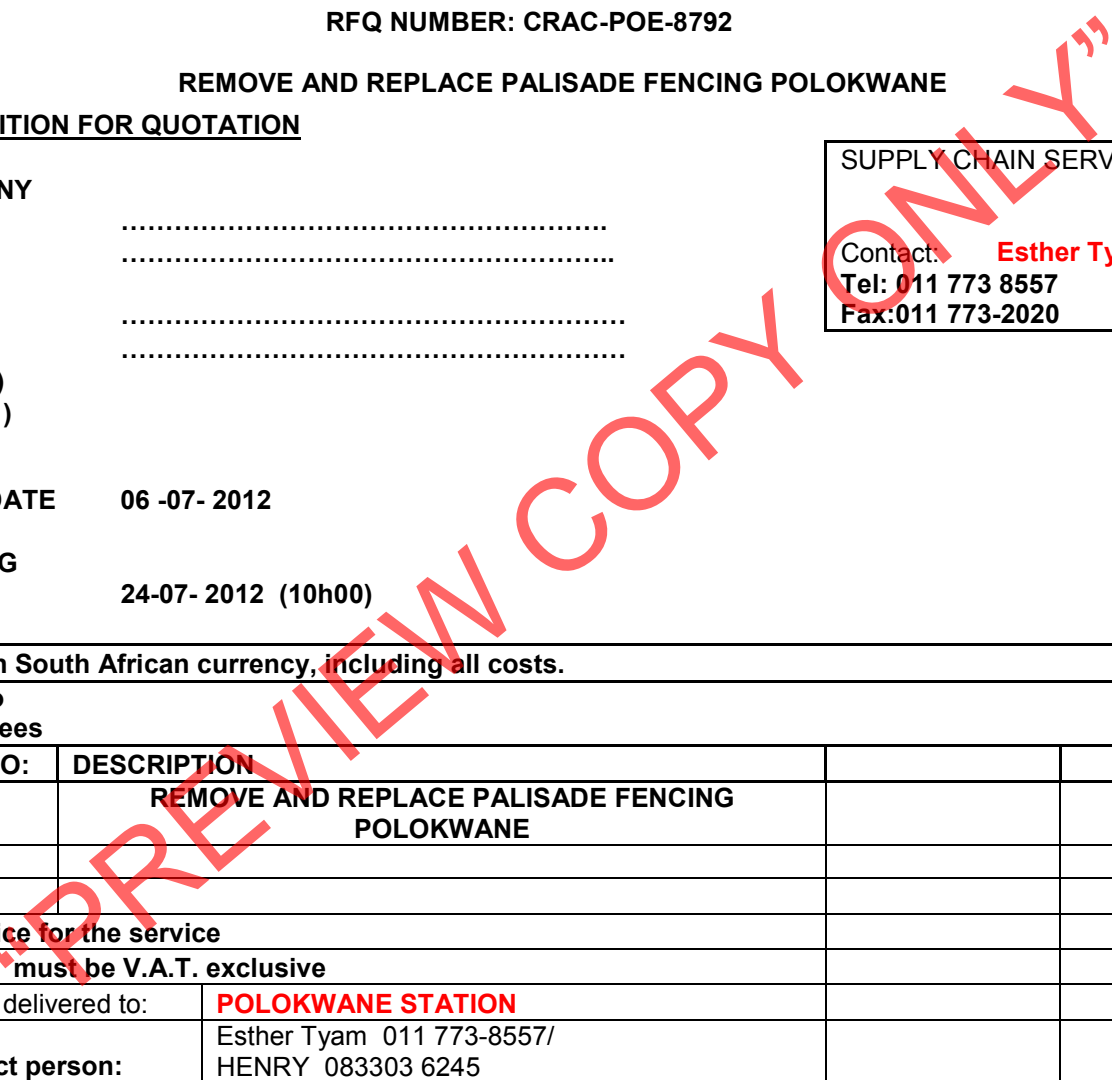 RFQ NUMBER: CRAC-POE-8792
REMOVE AND REPLACE PALISADE FENCING POLOKWANE
ITION FOR QUOTATION
SUPPLY CHAIN SERV
NY
……………………………………….……….
……………………………………….………..
Contact: Esther Ty
Tel: 011 773 8557
Fax:011 773-2020
…………………………………………………
…………………………………………………
)
)
DATE 06 -07- 2012
G
24-07- 2012 (10h00)
n South African currency, including all costs.
ees
O: DESCRIPTION
REMOVE AND REPLACE PALISADE FENCING
POLOKWANE
ice for the service
must be V.A.T. exclusive
delivered to: POLOKWANE STATION
Esther Tyam 011 773-8557/
ct person: HENRY 083303 6245
"PREVIEW COPY ONLY"